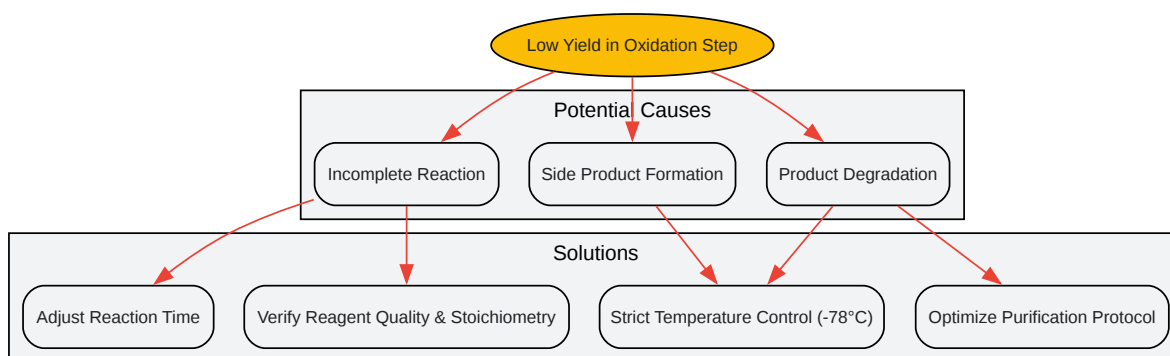 Low Yield in Oxidation Step
Potential Causes
Incomplete Reaction
Side Product Formation
Product Degradation
Solutions
Adjust Reaction Time
Verify Reagent Quality & Stoichiometry
Strict Temperature Control (-78°C)
Optimize Purification Protocol